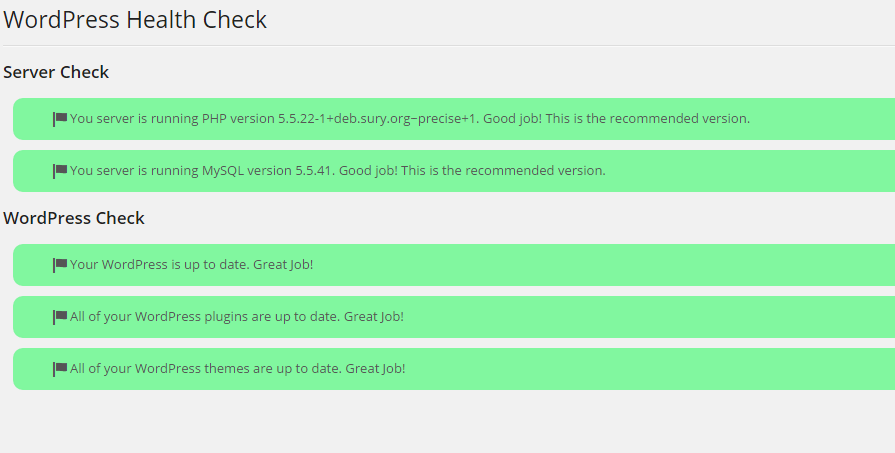 WordPress Health Check
Server Check
You server is running PHP version 5.5.22-1+deb.sury.org~precise+1. Good job! This is the recommended version.
You server is running MySQL version 5.5.41. Good job! This is the recommended version.
WordPress Check
Your WordPress is up to date. Great Job!
All of your WordPress plugins are up to date. Great Job!
All of your WordPress themes are up to date. Great Job!